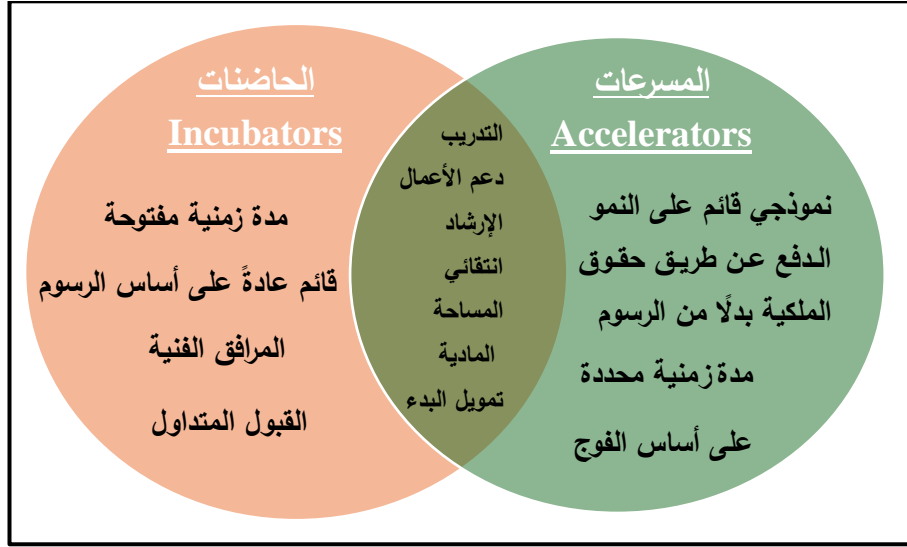 المسرعات
Accelerators
نموذجي قائم على النمو
الدفع عن طريق حقوق
الملكية بدلًا من الرسوم
مدة زمنية محددة
على أساس الفوج
التدريب
دعم الأعمال
الإرشاد
انتقائي
المساحة
المادية
تمويل البدء
الحاضنات
Incubators
مدة زمنية مفتوحة
قائم عادةً على أساس الرسوم
المرافق الفنية
القبول المتداول